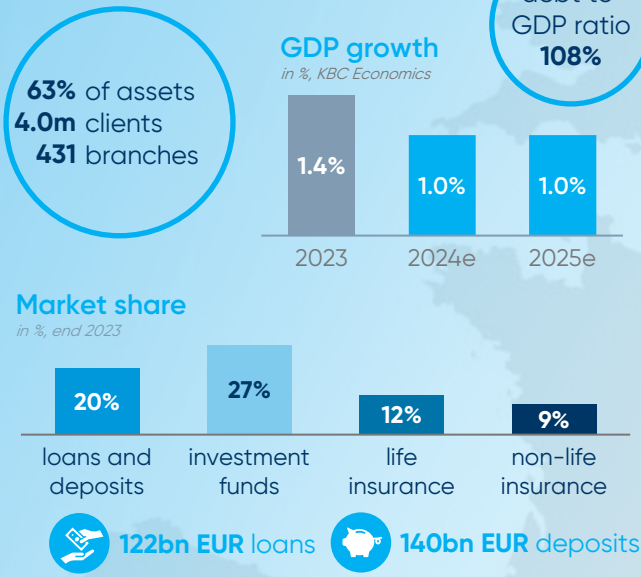 63% of assets
4.0m clients
431 branches
debt to
GDP ratio
108%
GDP growth
in %, KBC Economics
1.4%
1.0%
1.0%
2023
2024e
2025e
Market share
in %, end 2023
20%
27%
12%
9%
loans and
deposits
investment
funds
life
insurance
non-life
insurance
122bn EUR loans
140bn EUR deposits